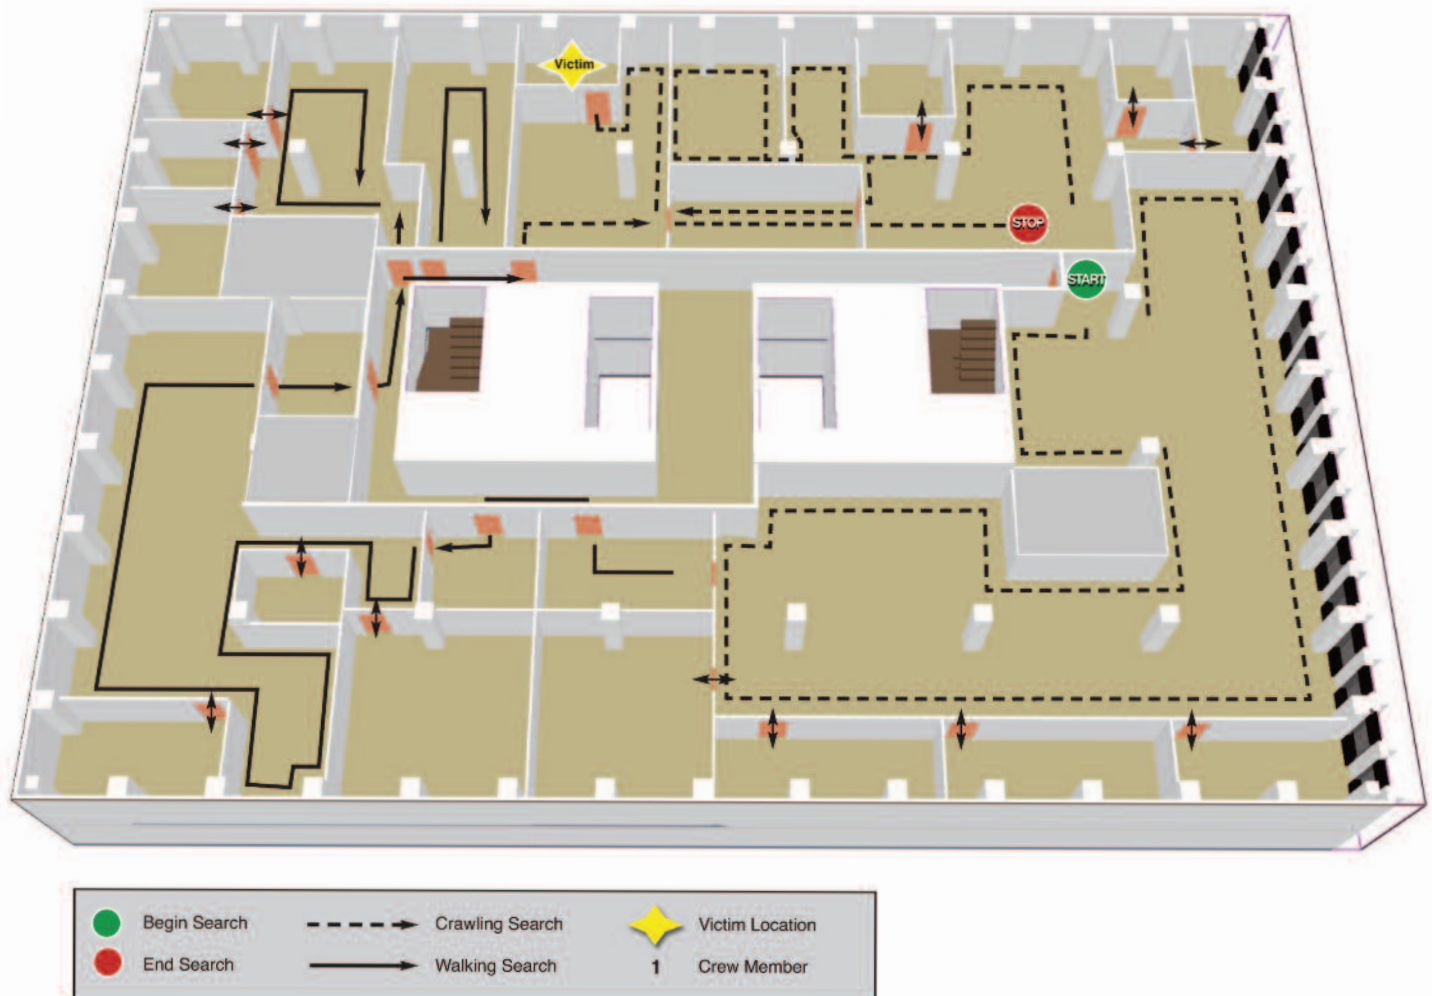 Victim
STOP
START
Begin Search
Crawling Search
Victim Location
End Search
Walking Search
1
Crew Member